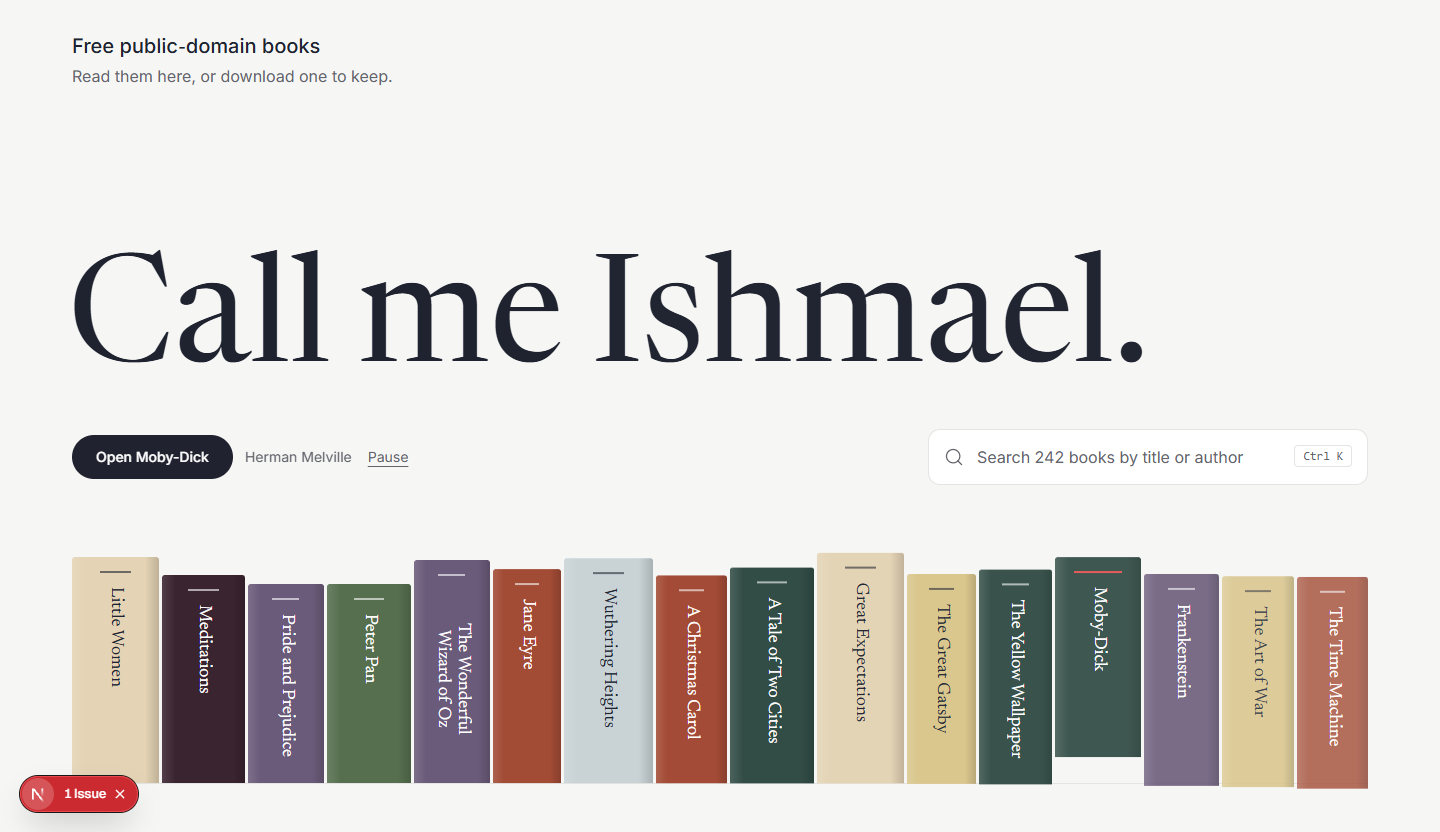 Free public-domain books
Read them here, or download one to keep.
Call me Ishmael.
Open Moby-Dick
Herman Melville
Pause
Search 242 books by title or author
Ctrl K
Little Women
Meditations
Pride and Prejudice
Peter Pan
The Wonderful
Wizard of Oz
Jane Eyre
Wuthering Heights
A Christmas Carol
A Tale of Two Cities
Great Expectations
The Great Gatsby
The Yellow Wallpaper
Moby-Dick
Frankenstein
The Art of War
The Time Machine
N
1 Issue